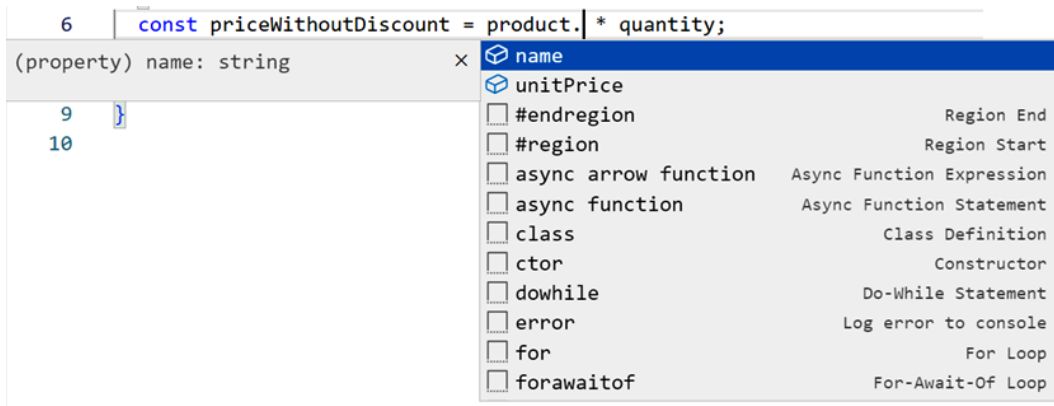 6 const priceWithoutDiscount = product. * quantity;
(property) name: string ×
9 }
10
name
unitPrice
#endregion Region End
#region Region Start
async arrow function Async Function Expression
async function Async Function Statement
class Class Definition
ctor Constructor
dowhile Do-While Statement
error Log error to console
for For Loop
forawaitof For-Await-Of Loop